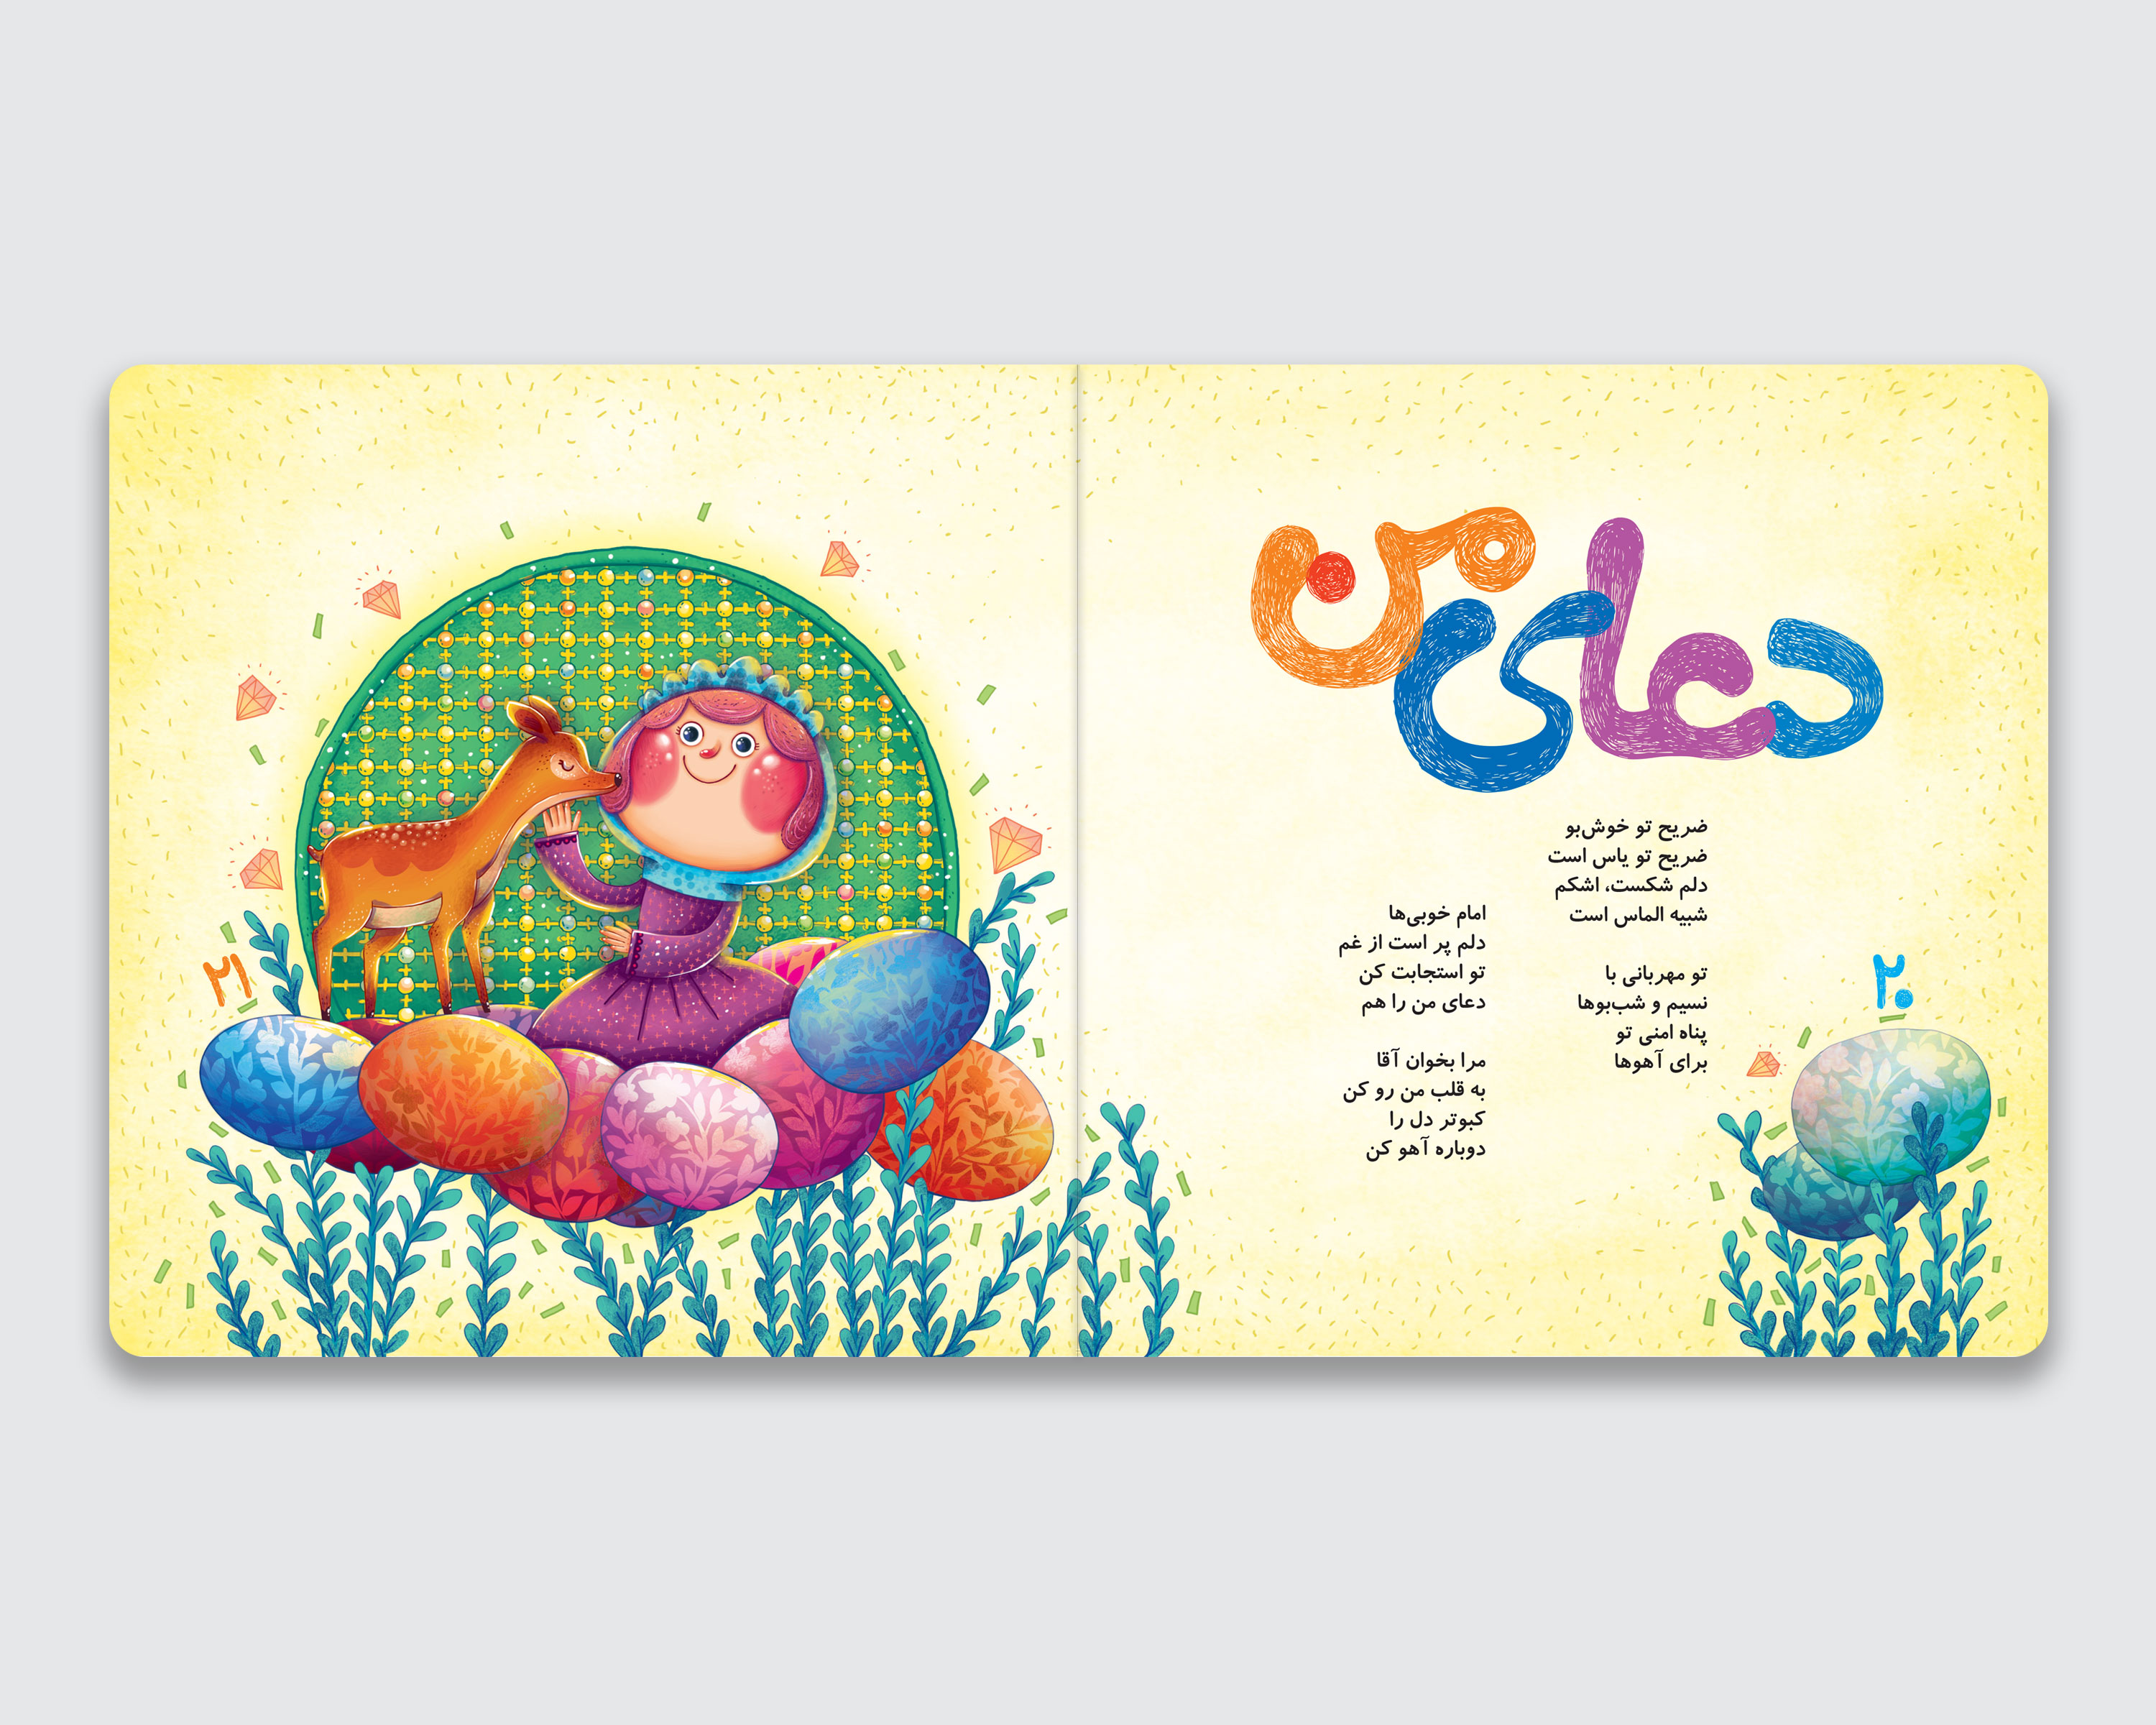 دعای من
ضریح تو خوش‌بو
ضریح تو یاس است
دلم شکست، اشکم
شبیه الماس است
تو مهربانی با
نسیم و شب‌بوها
پناه امنی تو
برای آهوها
امام خوبی‌ها
دلم پر است از غم
تو استجابت کن
دعای من را هم
مرا بخوان آقا
به قلب من رو کن
کبوتر دل را
دوباره آهو کن
۲۰
۲۱